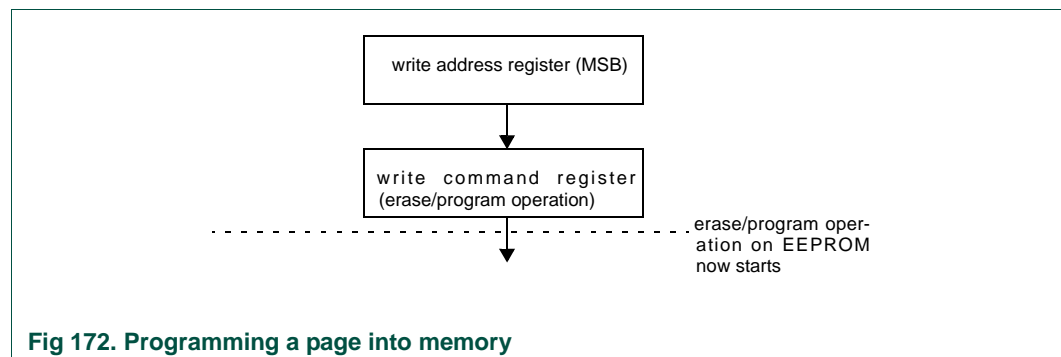 write address register (MSB)
write command register
(erase/program operation)
erase/program oper-
ation on EEPROM
now starts
Fig 172. Programming a page into memory